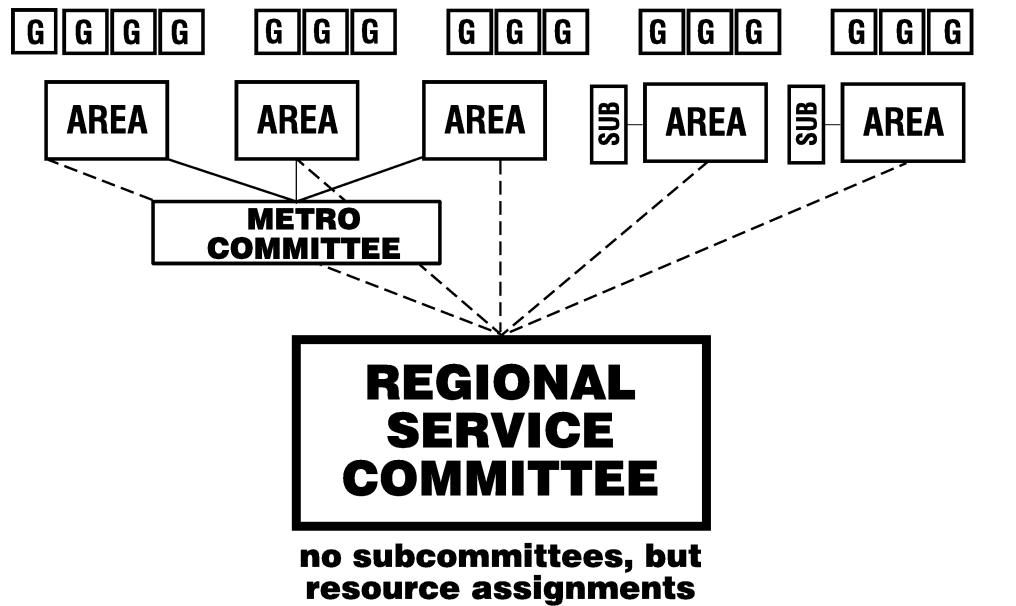 G G G G G G G G G G G G G G G G
AREA AREA AREA SUB AREA SUB AREA
METRO
COMMITTEE
REGIONAL
SERVICE
COMMITTEE
no subcommittees, but
resource assignments